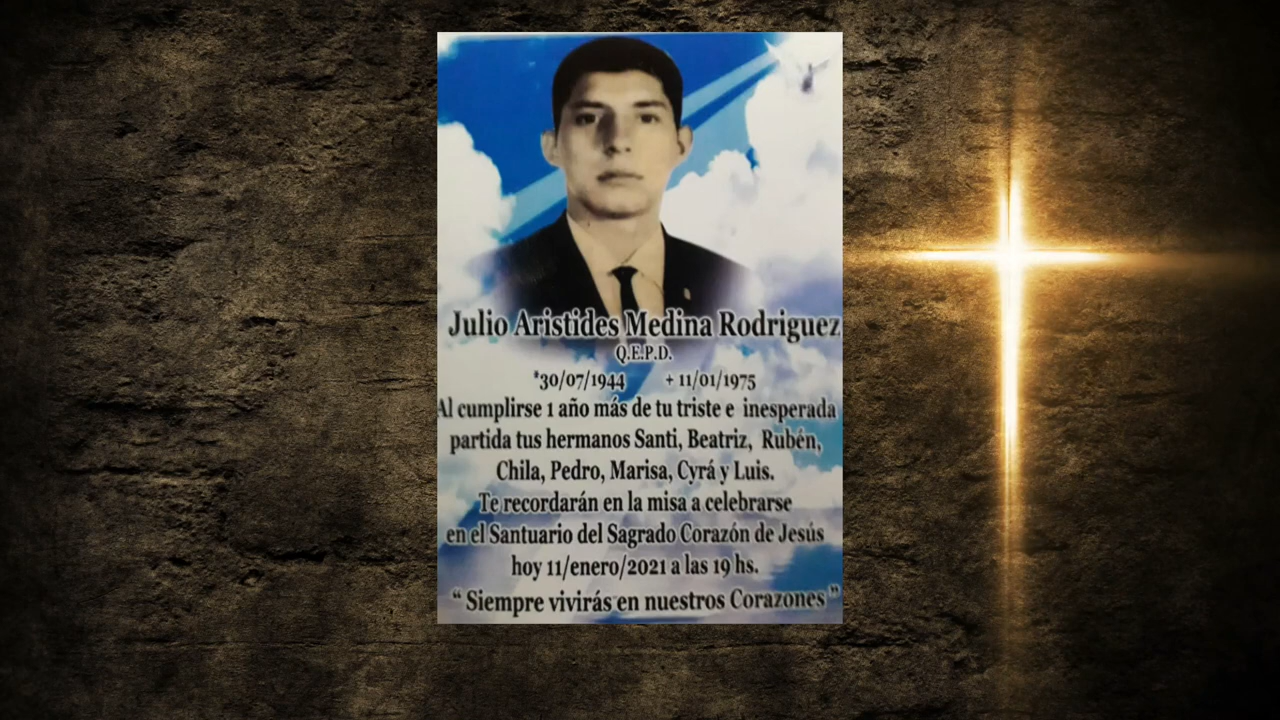 Julio Aristides Medina Rodriguez
Q.E.P.D.
*30/07/1944 + 11/01/1975
Al cumplirse 1 año más de tu triste e inesperada
partida tus hermanos Santi, Beatriz, Rubén,
Chila, Pedro, Marisa, Cyrá y Luis.
Te recordarán en la misa a celebrarse
en el Santuario del Sagrado Corazón de Jesús
hoy 11/enero/2021 a las 19 hs.
“ Siempre vivirás en nuestros Corazones ”